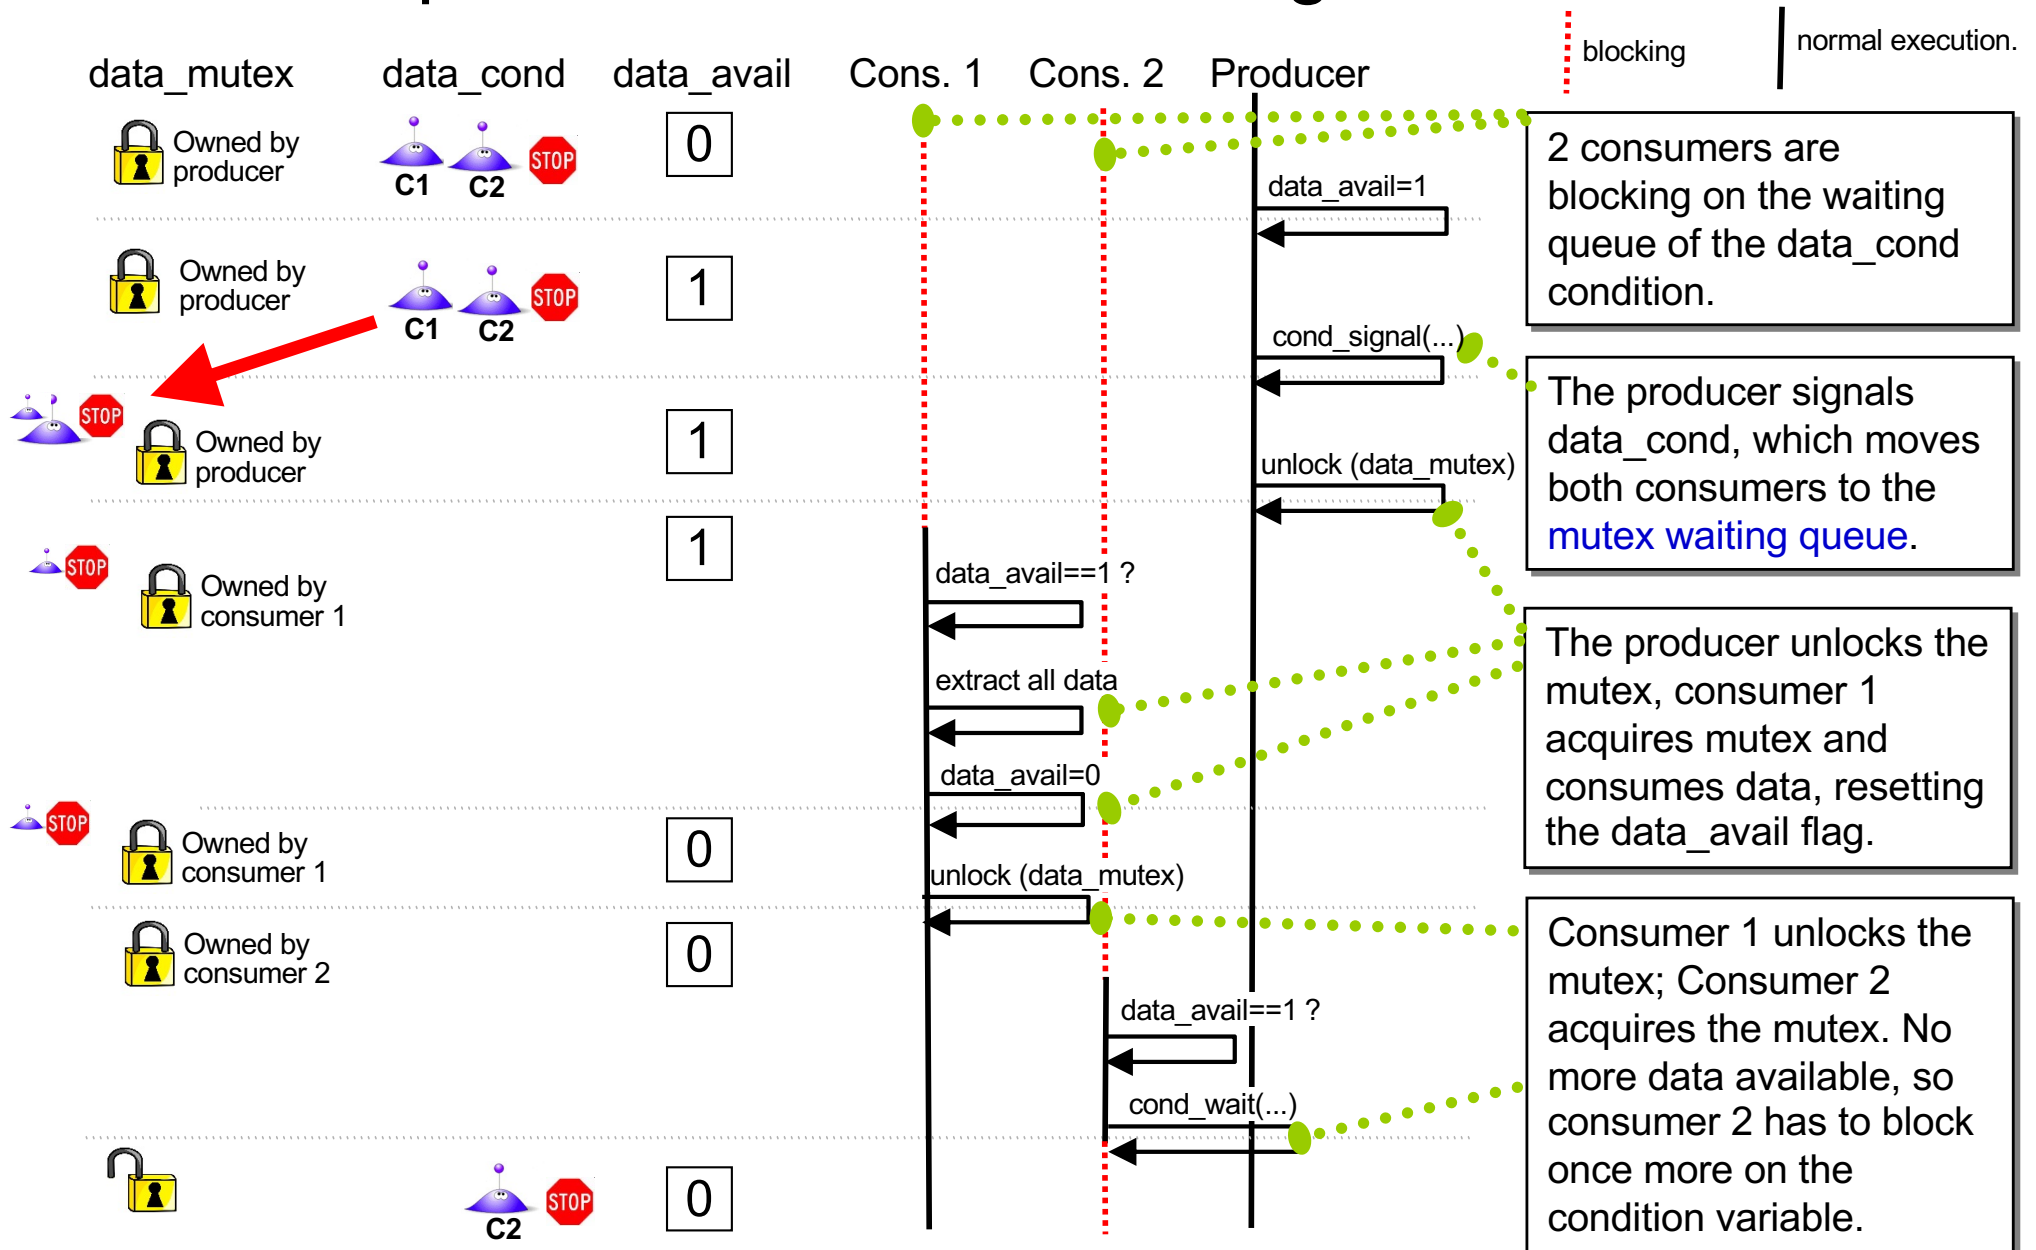 blocking
normal execution.
data_mutex data_cond data_avail Cons. 1 Cons. 2 Producer
Owned by
producer
C1 C2 STOP
0
data_avail=1
2 consumers are
blocking on the waiting
queue of the data_cond
condition.
Owned by
producer
C1 C2 STOP
1
cond_signal(...)
The producer signals
data_cond, which moves
both consumers to the
mutex waiting queue.
STOP
Owned by
producer
1
unlock (data_mutex)
STOP
Owned by
consumer 1
1
data_avail==1 ?
extract all data
data_avail=0
The producer unlocks the
mutex, consumer 1
acquires mutex and
consumes data, resetting
the data_avail flag.
STOP
Owned by
consumer 1
0
unlock (data_mutex)
Owned by
consumer 2
0
data_avail==1 ?
cond_wait(...)
Consumer 1 unlocks the
mutex; Consumer 2
acquires the mutex. No
more data available, so
consumer 2 has to block
once more on the
condition variable.
C2 STOP
0